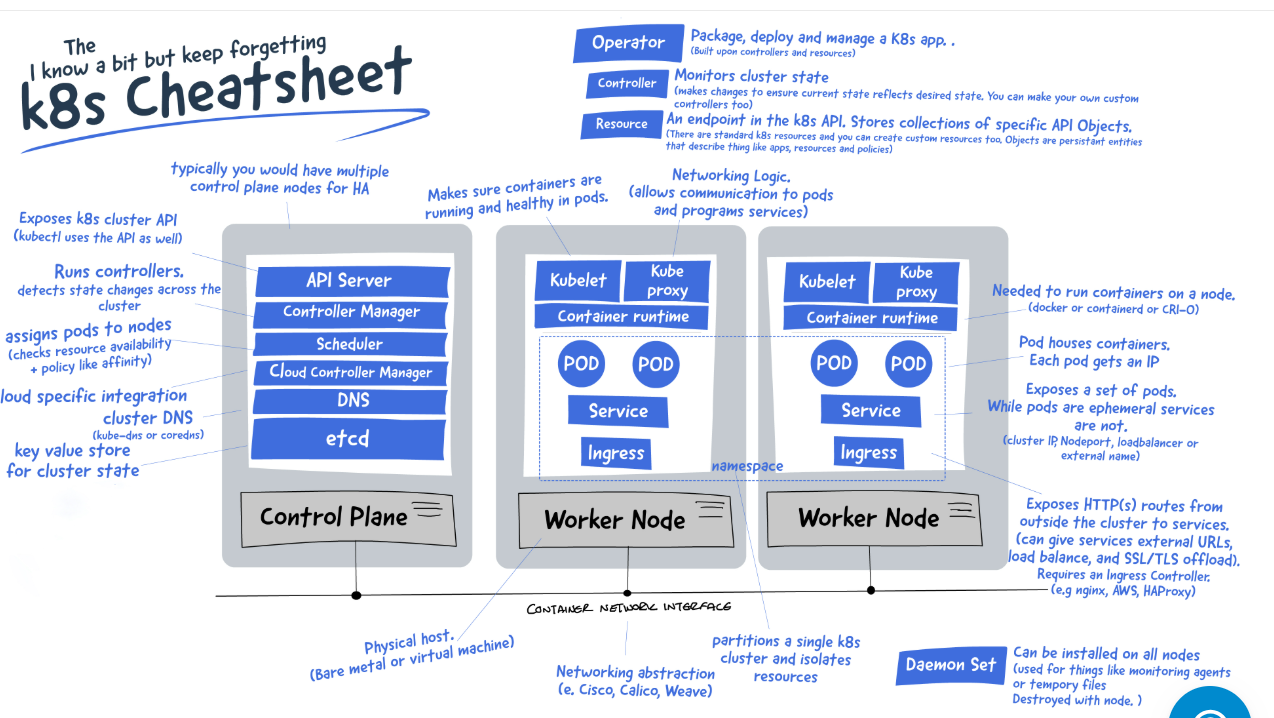 The
I know a bit but keep forgetting
k8s Cheatsheet
Operator
Package, deploy and manage a K8s app. .
(Built upon controllers and resources)
Controller
Monitors cluster state
(makes changes to ensure current state reflects desired state. You can make your own custom
controllers too)
Resource
An endpoint in the k8s API. Stores collections of specific API Objects.
(There are standard k8s resources and you can create custom resources too, Objects are persistant entities
that describe thing like apps, resources and policies)
typically you would have multiple
control plane nodes for HA
Makes sure containers are
running and healthy in pods.
Networking Logic.
(allows communication to pods
and programs services)
Exposes k8s cluster API
(kubectl uses the API as well)
Runs controllers.
detects state changes across the
cluster
assigns pods to nodes
(checks resource availability
+ policy like affinity)
loud specific integration
cluster DNS
(kube-dns or coredns)
key value store
for cluster state
API Server
Controller Manager
Scheduler
Cloud Controller Manager
DNS
etcd
Control Plane
Kubelet
Kube
proxy
Container runtime
POD
POD
Service
Ingress
Worker Node
namespace
Kubelet
Kube
proxy
Container runtime
POD
POD
Service
Ingress
Worker Node
Needed to run containers on a node.
(docker or containerd or CRI-O)
Pod houses containers.
Each pod gets an IP
Exposes a set of pods.
While pods are ephemeral services
are not.
(cluster IP, Nodeport, loadbalancer or
external name)
Exposes HTTP(s) routes from
outside the cluster to services.
(can give services external URLs,
load balance, and SSL/TLS offload).
Requires an Ingress Controller.
(e.g nginx, AWS, HAProxy)
CONTAINER NETWORK INTERFACE
Physical host.
(Bare metal or virtual machine)
Networking abstraction
(e. Cisco, Calico, Weave)
partitions a single k8s
cluster and isolates
resources
Daemon Set
Can be installed on all nodes
(used for things like monitoring agents
or tempory files
Destroyed with node. )